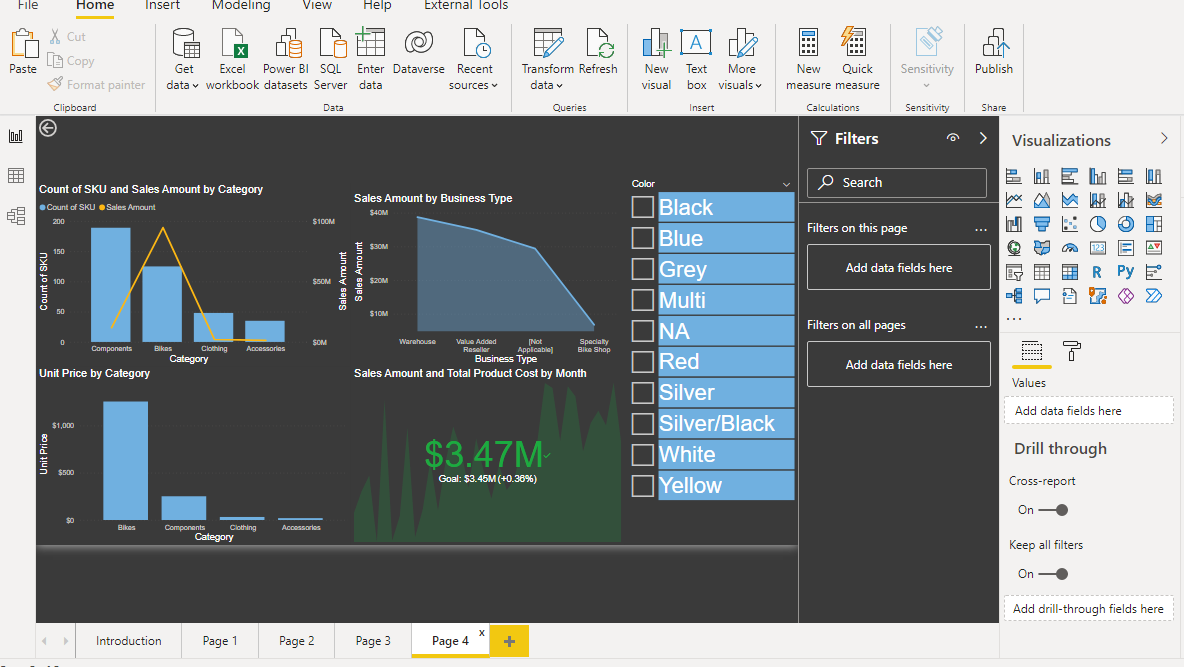 File Home Insert Modeling View Help External Tools
Paste
Cut
Copy
Format painter
Clipboard
Get data
Excel workbook
Power BI datasets
SQL Server
Enter data
Dataverse
Recent sources
Data
Transform data
Refresh
Queries
New visual
Text box
More visuals
Insert
New measure
Quick measure
Calculations
Sensitivity
Sensitivity
Publish
Share
Count of SKU and Sales Amount by Category
Count of SKU Sales Amount
200
150
100
50
0
Count of SKU
$100M
$50M
$0M
Sales Amount
Components Bikes Clothing Accessories
Category
Sales Amount by Business Type
$40M
$30M
$20M
$10M
Sales Amount
Warehouse
Value Added Reseller
[Not Applicable]
Specialty Bike Shop
Business Type
Unit Price by Category
$1,000
$500
$0
Unit Price
Bikes Components Clothing Accessories
Category
Sales Amount and Total Product Cost by Month
$3.47M
Goal: $3.45M (+0.36%)
Color
Black
Blue
Grey
Multi
NA
Red
Silver
Silver/Black
White
Yellow
Filters
Search
Filters on this page ...
Add data fields here
Filters on all pages ...
Add data fields here
Visualizations
123
R
Py
...
Values
Add data fields here
Drill through
Cross-report
On
Keep all filters
On
Add drill-through fields here
Introduction Page 1 Page 2 Page 3 Page 4 x +